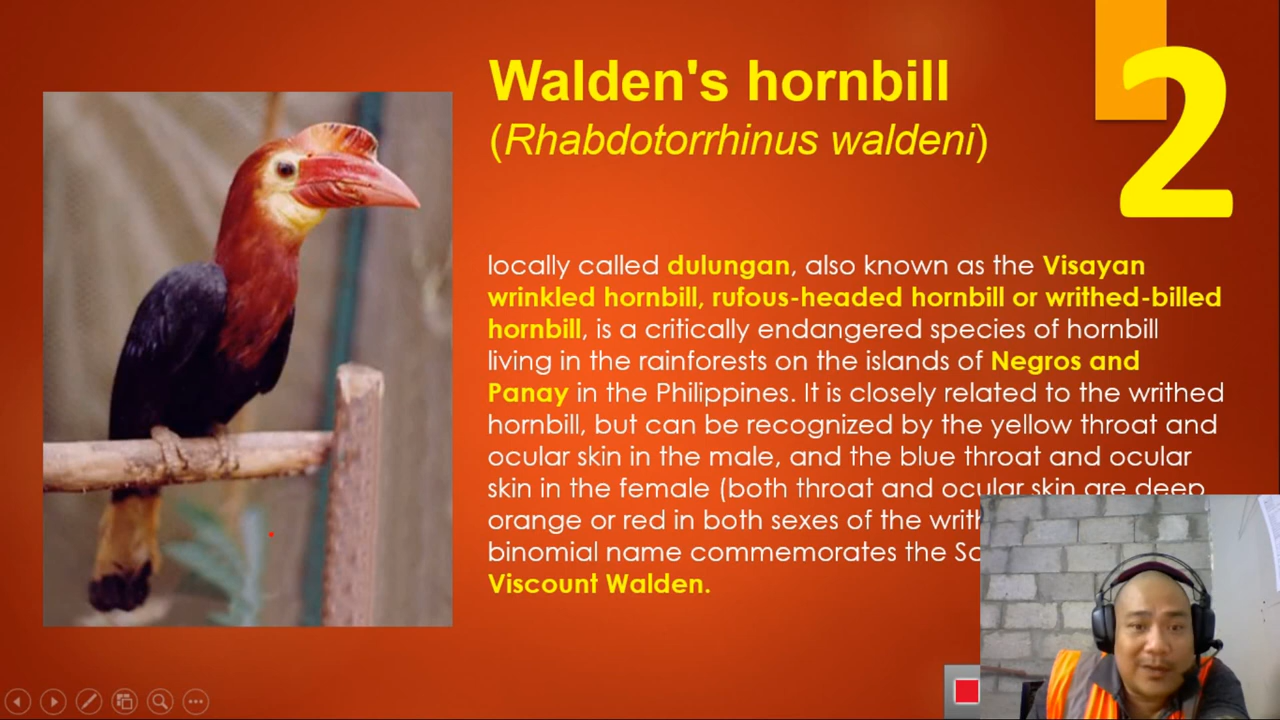 Walden's hornbill
(Rhabdotorrhinus waldeni)
2
locally called dulungan, also known as the Visayan
wrinkled hornbill, rufous-headed hornbill or writhed-billed
hornbill, is a critically endangered species of hornbill
living in the rainforests on the islands of Negros and
Panay in the Philippines. It is closely related to the writhed
hornbill, but can be recognized by the yellow throat and
ocular skin in the male, and the blue throat and ocular
skin in the female (both throat and ocular skin are deep
orange or red in both sexes of the
binomial name commemorates the
Viscount Walden.